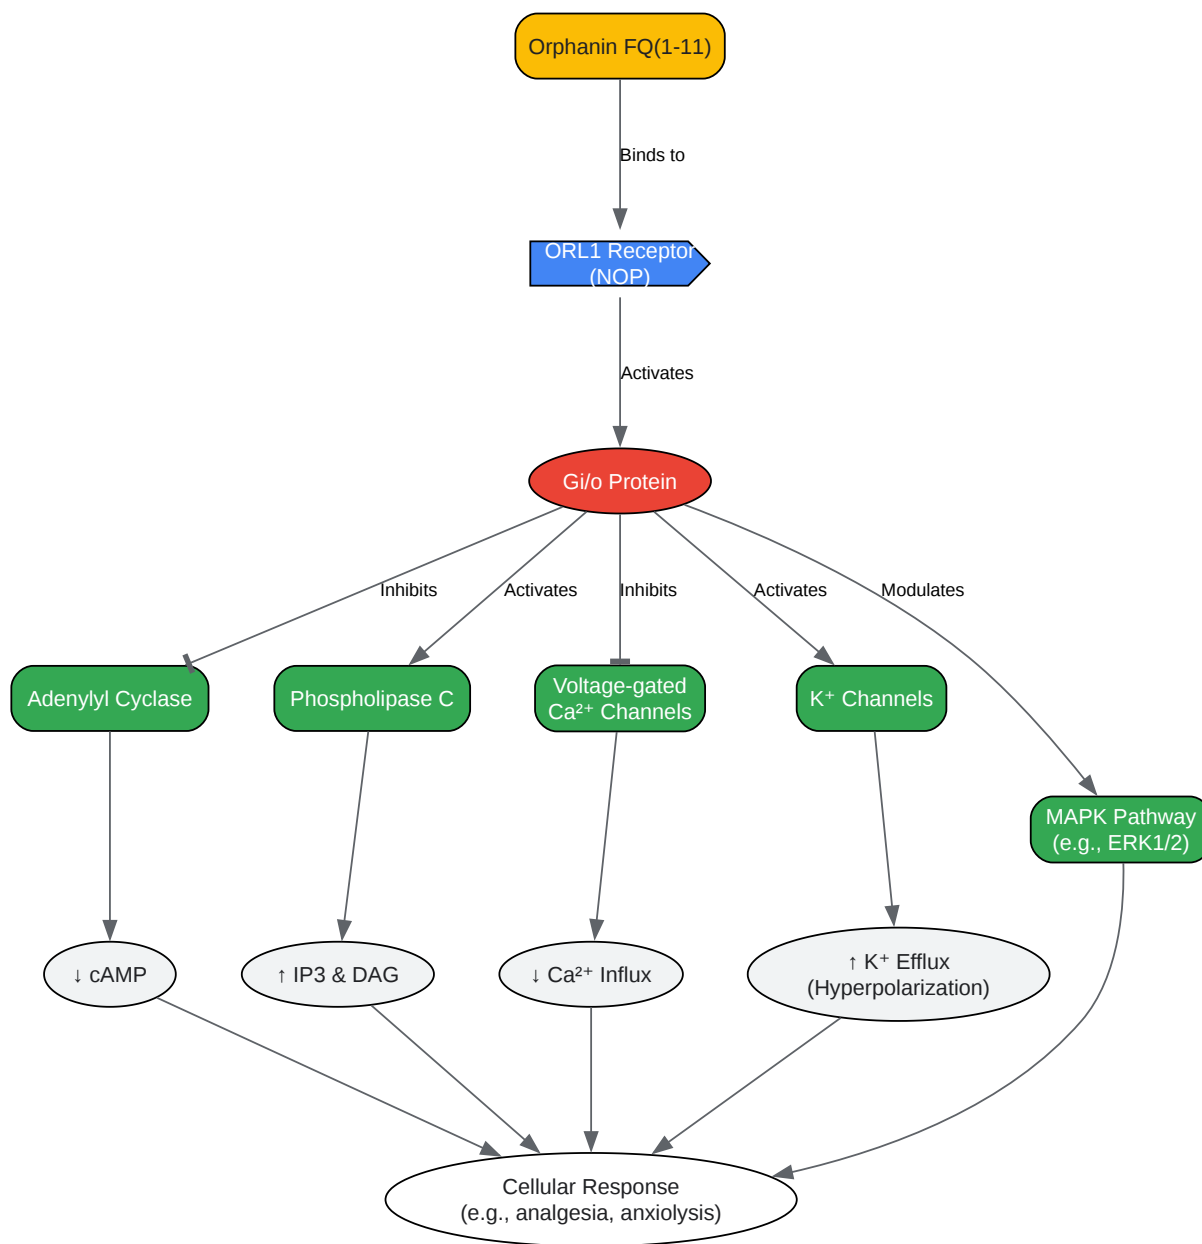 Orphanin FQ(1-11)
Binds to
ORL1 Receptor
(NOP)
Activates
Gi/o Protein
Inhibits
Activates
Inhibits
Activates
Modulates
Adenylyl Cyclase
Phospholipase C
Voltage-gated
Ca²⁺ Channels
K⁺ Channels
MAPK Pathway
(e.g., ERK1/2)
↓ cAMP
↑ IP3 & DAG
↓ Ca²⁺ Influx
↑ K⁺ Efflux
(Hyperpolarization)
Cellular Response
(e.g., analgesia, anxiolysis)